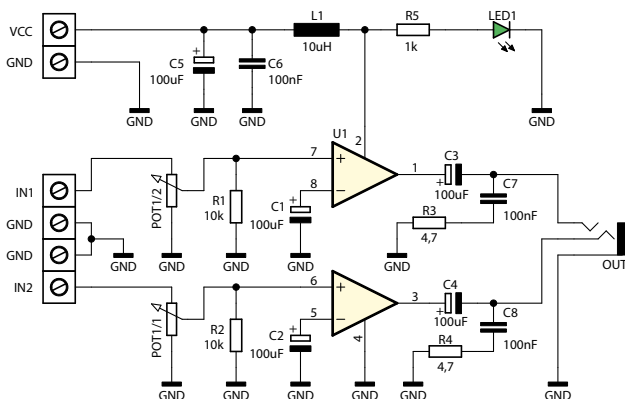 VCC
GND
GND
C5
100uF
+
GND
C6
100nF
GND
L1
10uH
R5
1k
LED1
GND
IN1
GND
GND
IN2
GND
POT1/2
GND
R1
10k
GND
C1
100uF
+
GND
U1
7
+
8
−
2
1
C3
+
100uF
C7
100nF
R3
4,7
GND
OUT
POT1/1
GND
R2
10k
GND
C2
100uF
+
GND
6
+
5
−
4
3
GND
C4
+
100uF
C8
100nF
R4
4,7
GND
GND